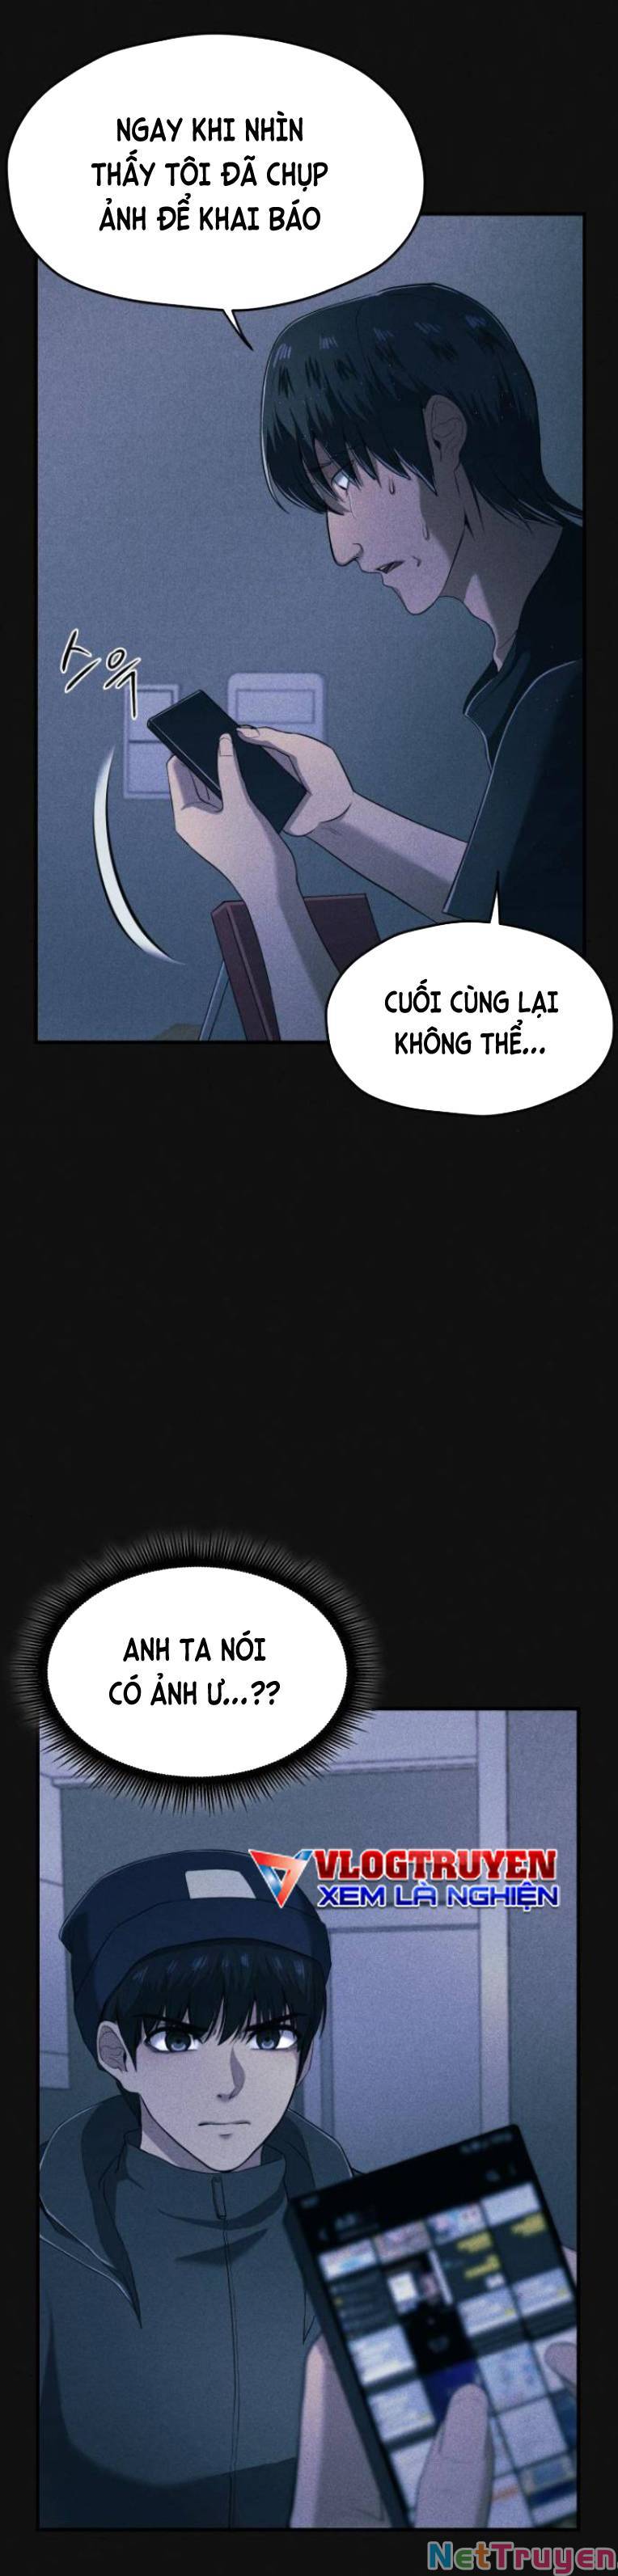 NGAY KHI NHÌN
THẤY TÔI ĐÃ CHỤP
ẢNH ĐỂ KHAI BÁO
스윽
CUỐI CÙNG LẠI
KHÔNG THỂ...
ANH TA NÓI
CÓ ẢNH Ư...??
VLOGTRUYEN
XEM LÀ NGHIỆN
NetTruyen